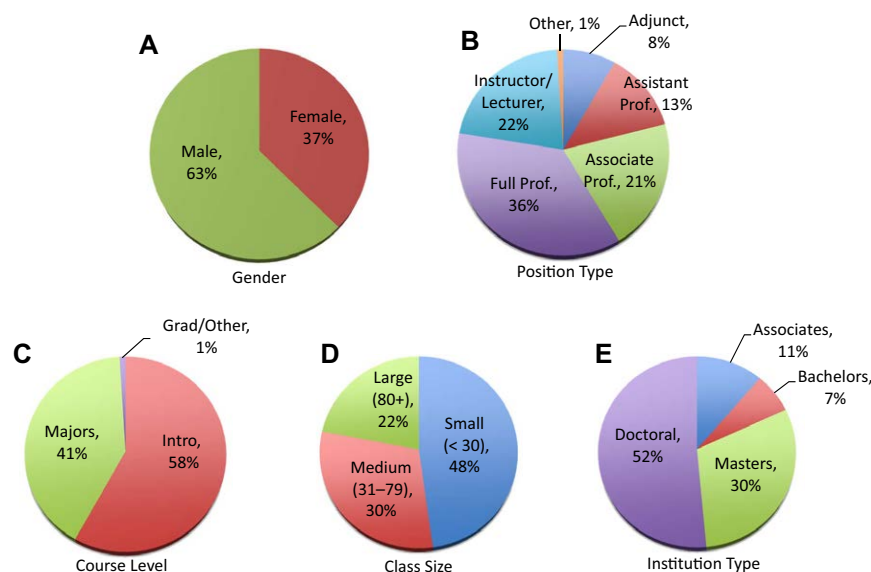 A
Female,
37%
Male,
63%
Gender
B
Other, 1%
Adjunct,
8%
Assistant
Prof., 13%
Associate
Prof., 21%
Full Prof.,
36%
Instructor/
Lecturer,
22%
Position Type
C
Grad/Other,
1%
Majors,
41%
Intro,
58%
Course Level
D
Large
(80+),
22%
Small
(< 30),
48%
Medium
(31–79),
30%
Class Size
E
Associates,
11%
Bachelors,
7%
Doctoral,
52%
Masters,
30%
Institution Type